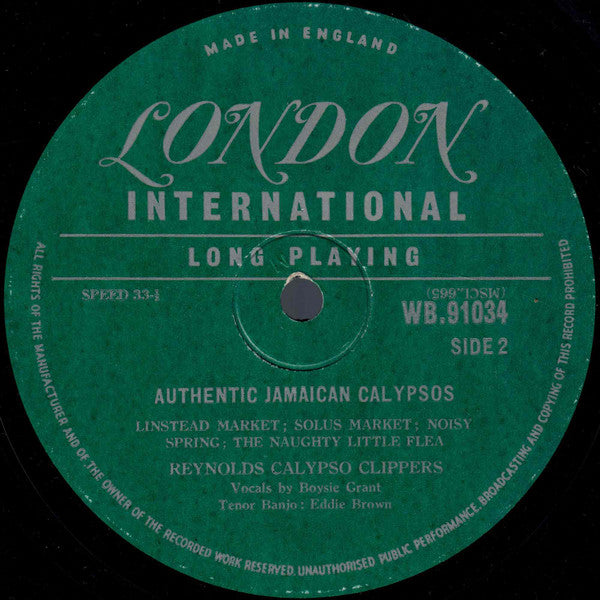 MADE IN ENGLAND
LONDON
INTERNATIONAL
LONG PLAYING
SPEED 33-⅓
(MSCL.665)
WB.91034
SIDE 2
AUTHENTIC JAMAICAN CALYPSOS
LINSTEAD MARKET; SOLUS MARKET; NOISY
SPRING; THE NAUGHTY LITTLE FLEA
REYNOLDS CALYPSO CLIPPERS
Vocals by Boysie Grant
Tenor Banjo: Eddie Brown
ALL RIGHTS OF THE MANUFACTURER AND OF THE OWNER OF THE RECORDED WORK RESERVED. UNAUTHORISED PUBLIC PERFORMANCE, BROADCASTING AND COPYING OF THIS RECORD PROHIBITED